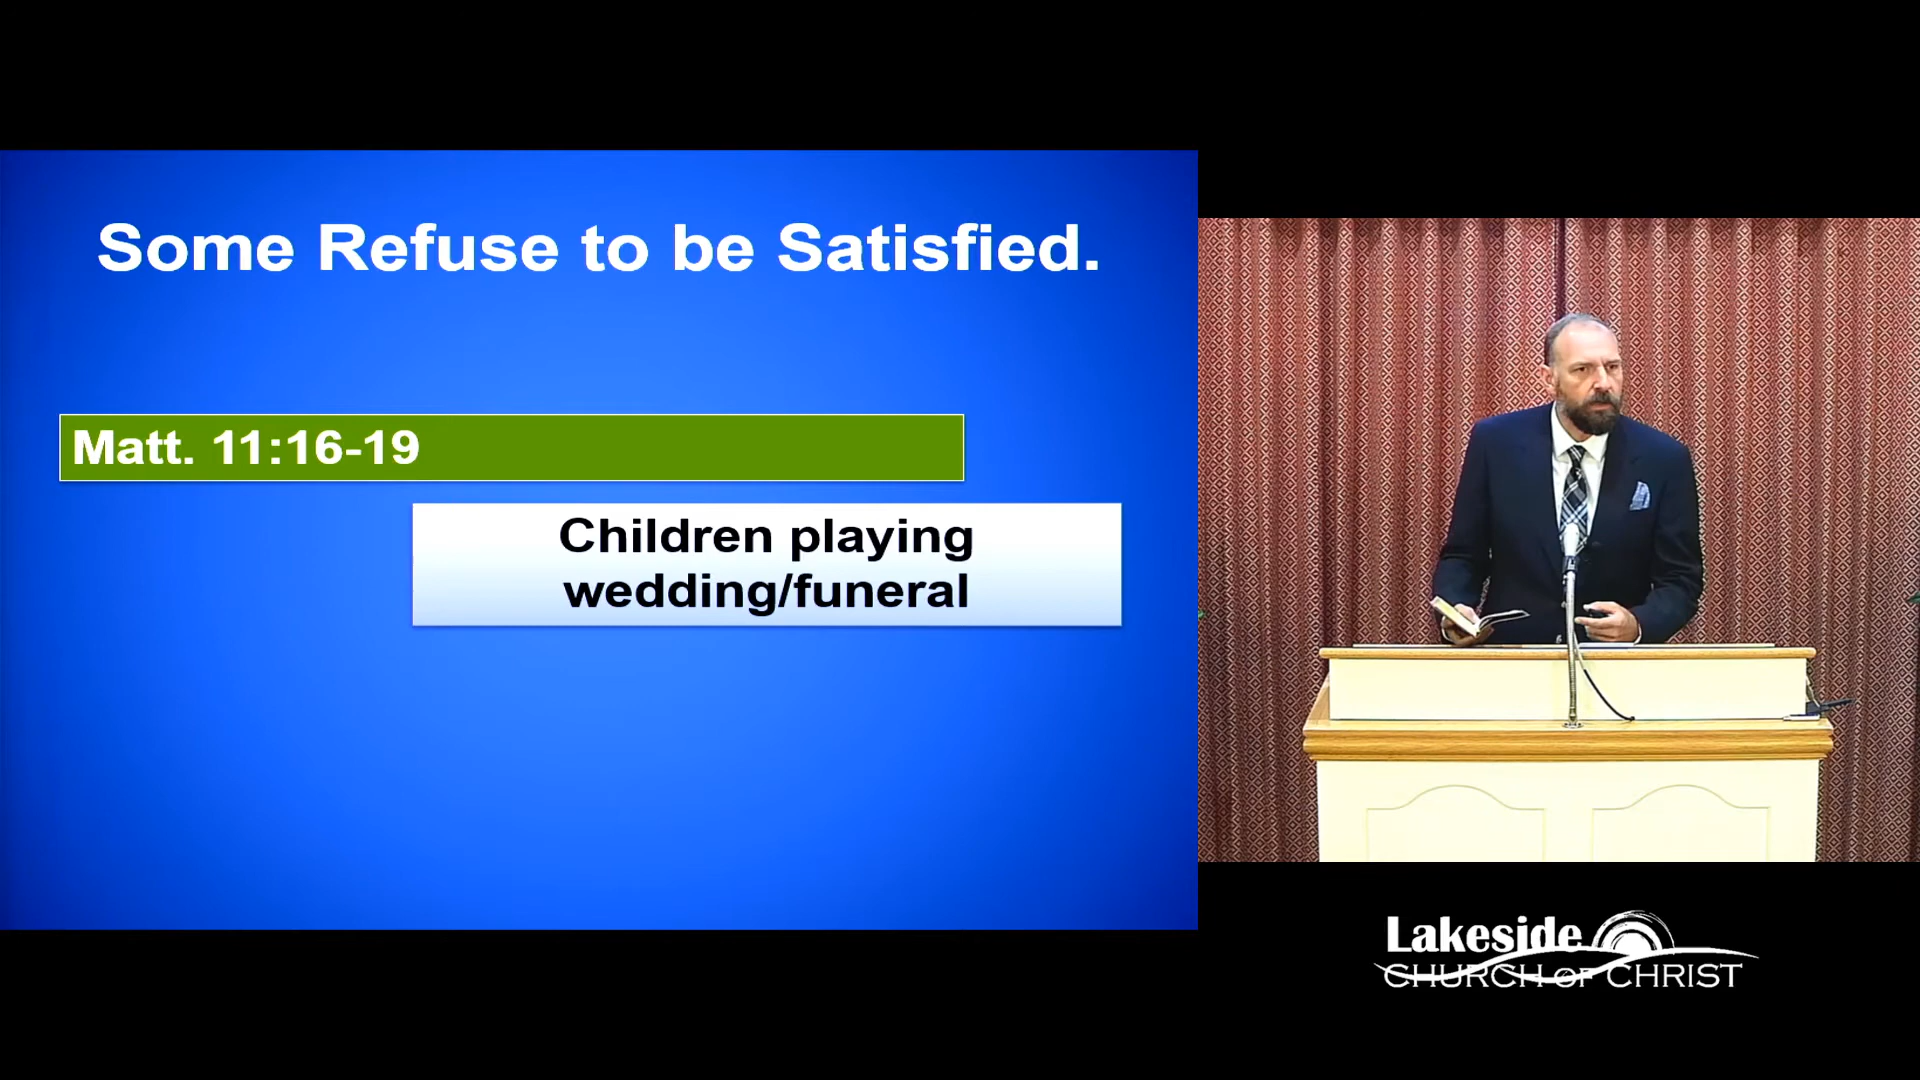 Some Refuse to be Satisfied.
Matt. 11:16-19
Children playing
wedding/funeral
Lakeside
CHURCH OF CHRIST